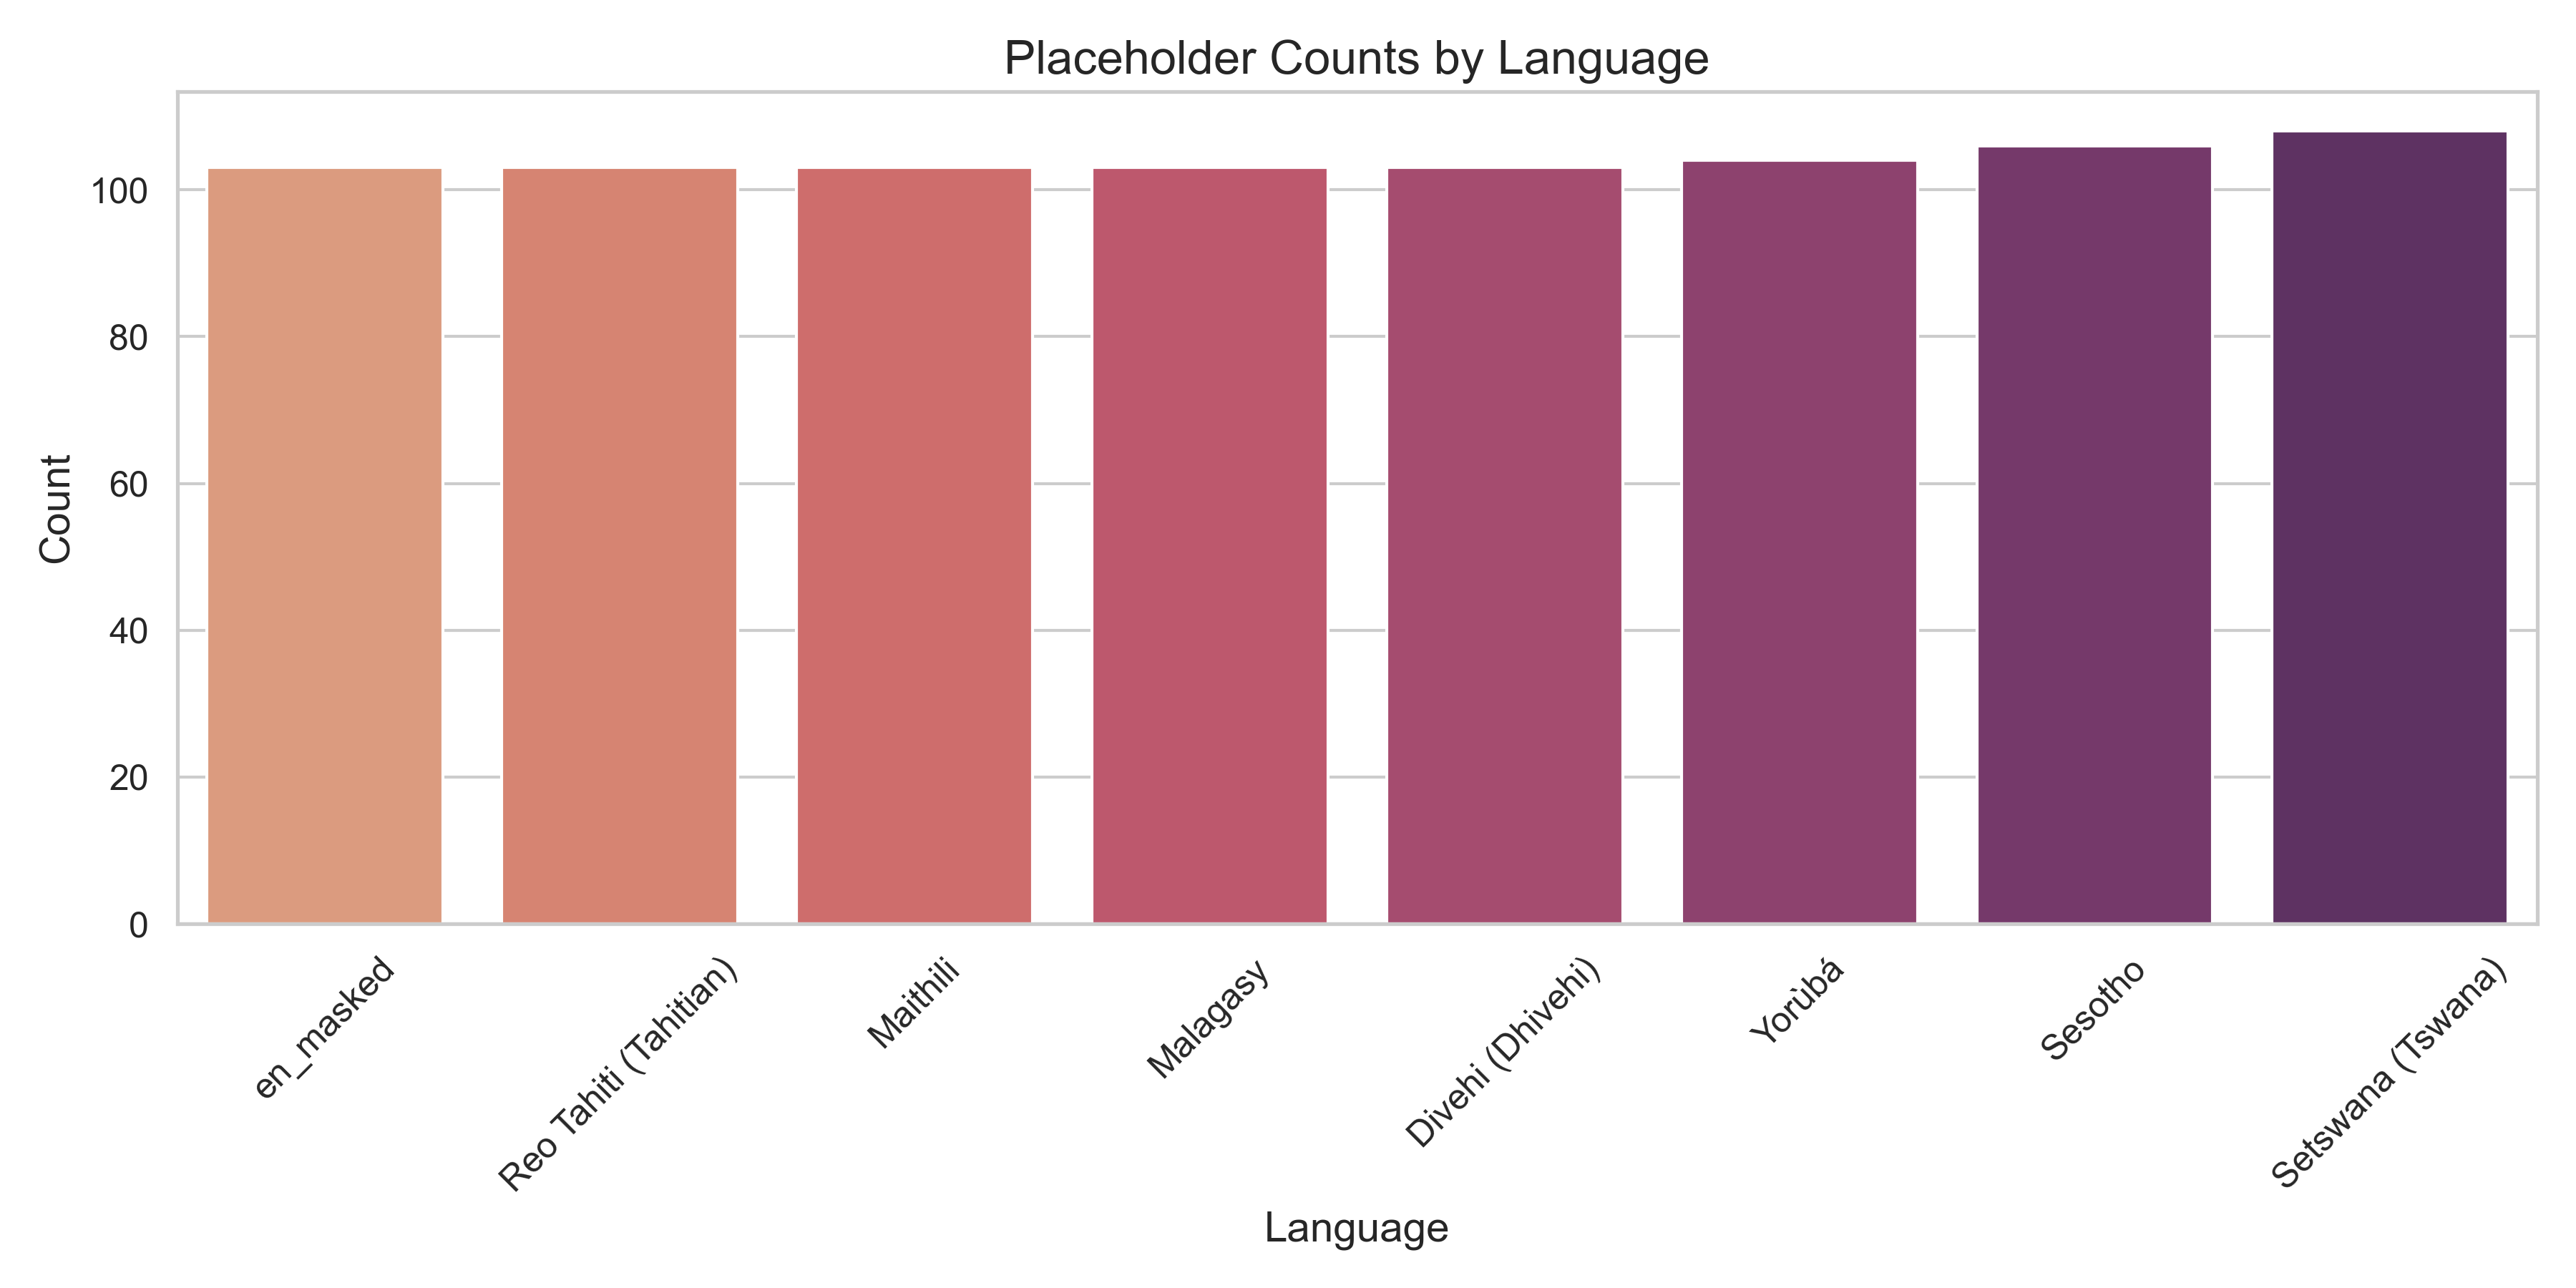 Placeholder Counts by Language
Count
100
80
60
40
20
0
en_masked
Reo Tahiti (Tahitian)
Maithili
Malagasy
Divehi (Dhivehi)
Yorùbá
Sesotho
Setswana (Tswana)
Language